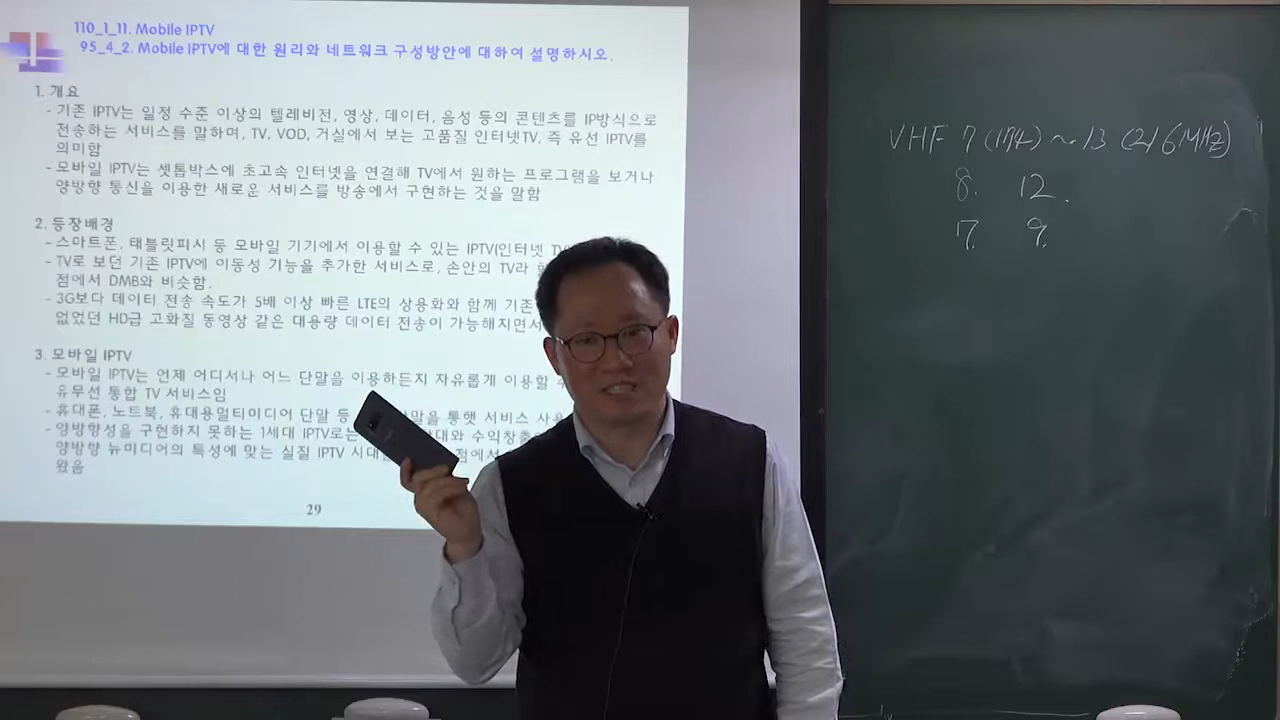 110_1_11. Mobile IPTV
95_4_2. Mobile IPTV에 대한 원리와 네트워크 구성방안에 대하여 설명하시오.
1. 개요
- 기존 IPTV는 일정 수준 이상의 텔레비전, 영상, 데이터, 음성 등의 콘텐츠를 IP방식으로
전송하는 서비스를 말하며, TV, VOD, 거실에서 보는 고품질 인터넷TV, 즉 유선 IPTV를
의미함
- 모바일 IPTV는 셋톱박스에 초고속 인터넷을 연결해 TV에서 원하는 프로그램을 보거나
양방향 통신을 이용한 새로운 서비스를 방송에서 구현하는 것을 말함
2. 등장배경
- 스마트폰, 태블릿피시 등 모바일 기기에서 이용할 수 있는 IPTV(인터넷
- TV로 보던 기존 IPTV에 이동성 기능을 추가한 서비스로, 손안의 TV라
점에서 DMB와 비슷함.
- 3G보다 데이터 전송 속도가 5배 이상 빠른 LTE의 상용화와 함께 기존
없었던 HD급 고화질 동영상 같은 대용량 데이터 전송이 가능해지면서
3. 모바일 IPTV
- 모바일 IPTV는 언제 어디서나 어느 단말을 이용하든지 자유롭게 이용할
유무선 통합 TV 서비스임
- 휴대폰, 노트북, 휴대용멀티미디어 단말 등 을 통햇 서비스
- 양방향성을 구현하지 못하는 1세대 IPTV로는 수익창출
양방향 뉴미디어의 특성에 맞는 실질 IPTV 점에서
왔음
29
VHF 7 (174) ~ 13 (216MHz)
8. 12.
7. 9.